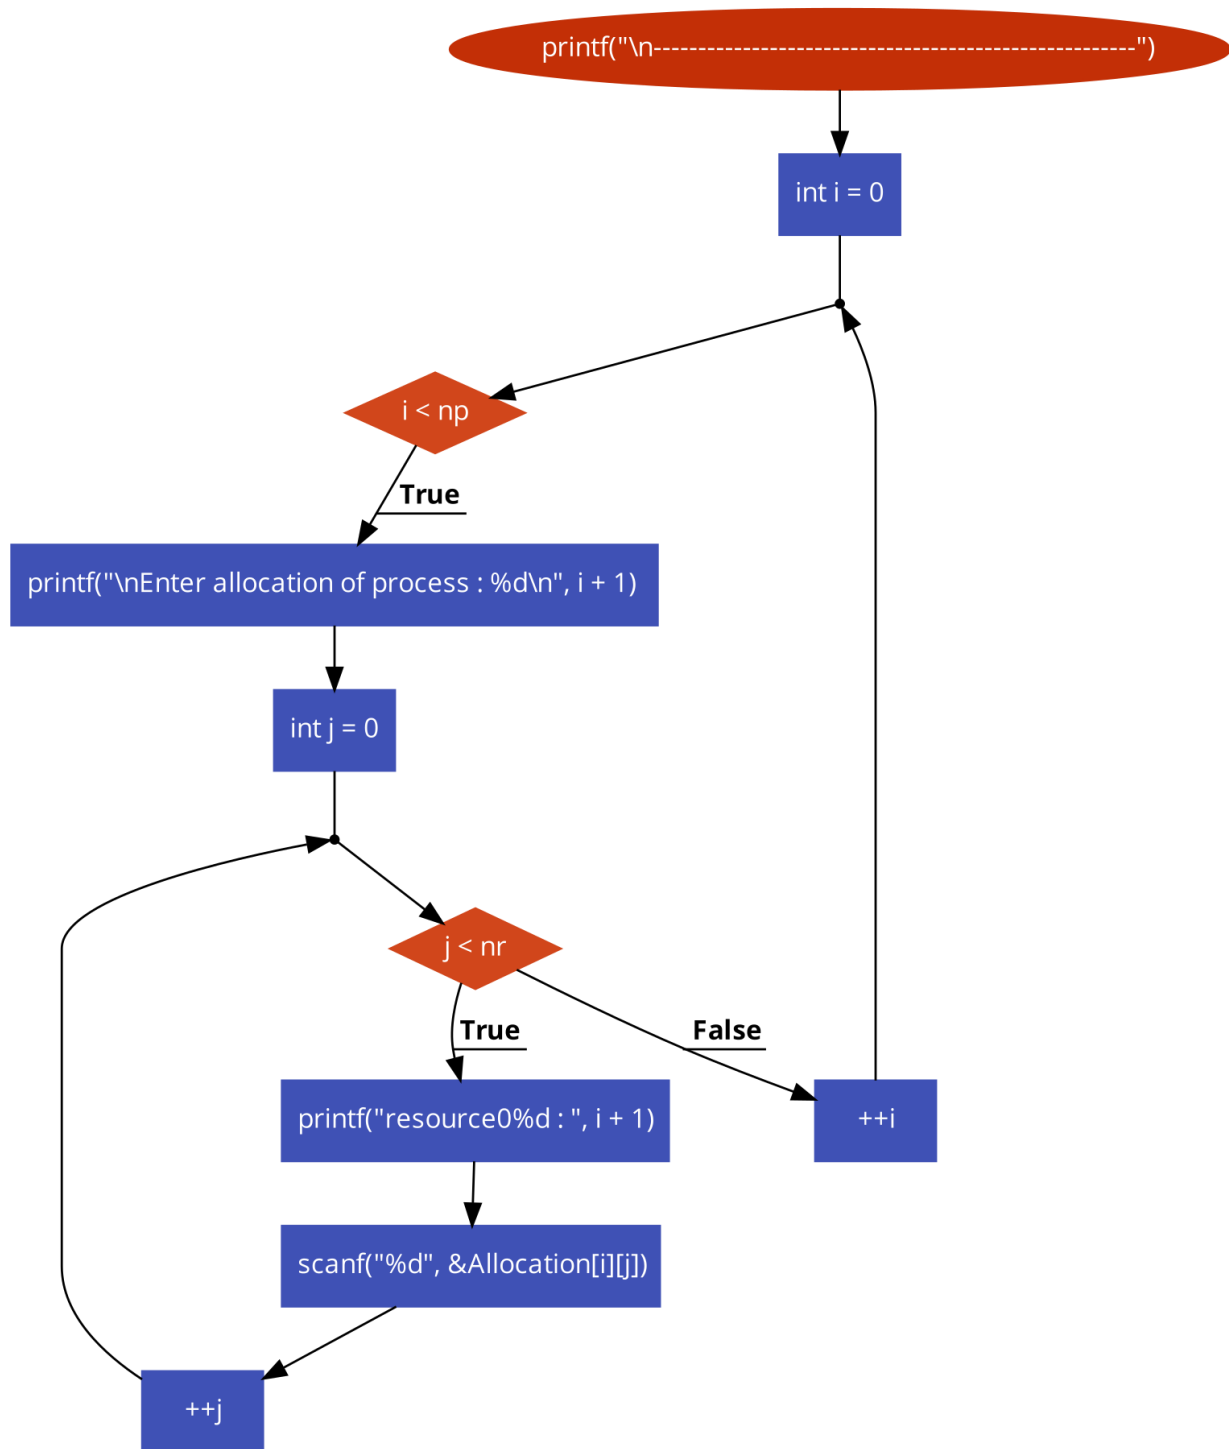 printf("\n------------------------------------------------------")
int i = 0
i < np
True
printf("\nEnter allocation of process : %d\n", i + 1)
int j = 0
j < nr
True
False
printf("resource0%d : ", i + 1)
++i
scanf("%d", &Allocation[i][j])
++j